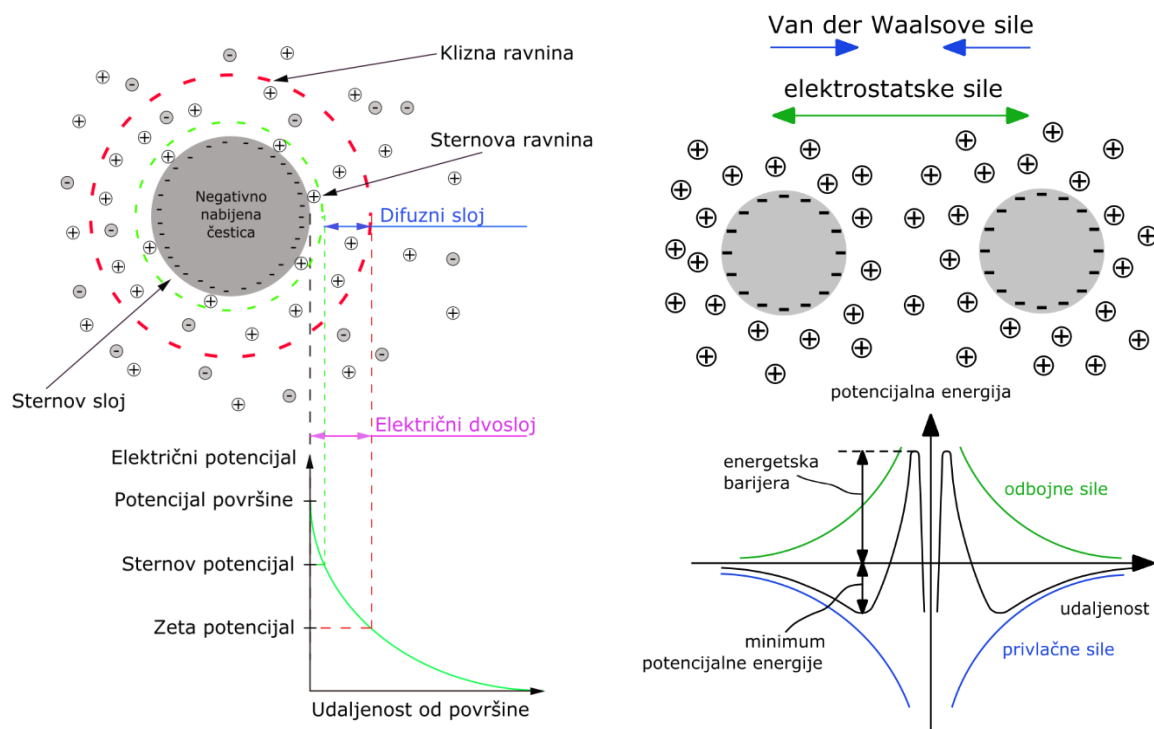 Klizna ravnina
Sternova ravnina
Negativno
nabijena
čestica
Difuzni sloj
Sternov sloj
Električni dvosloj
Električni potencijal
Potencijal površine
Sternov potencijal
Zeta potencijal
Udaljenost od površine
Van der Waalsove sile
elektrostatske sile
potencijalna energija
energetska
barijera
odbojne sile
udaljenost
minimum
potencijalne energije
privlačne sile